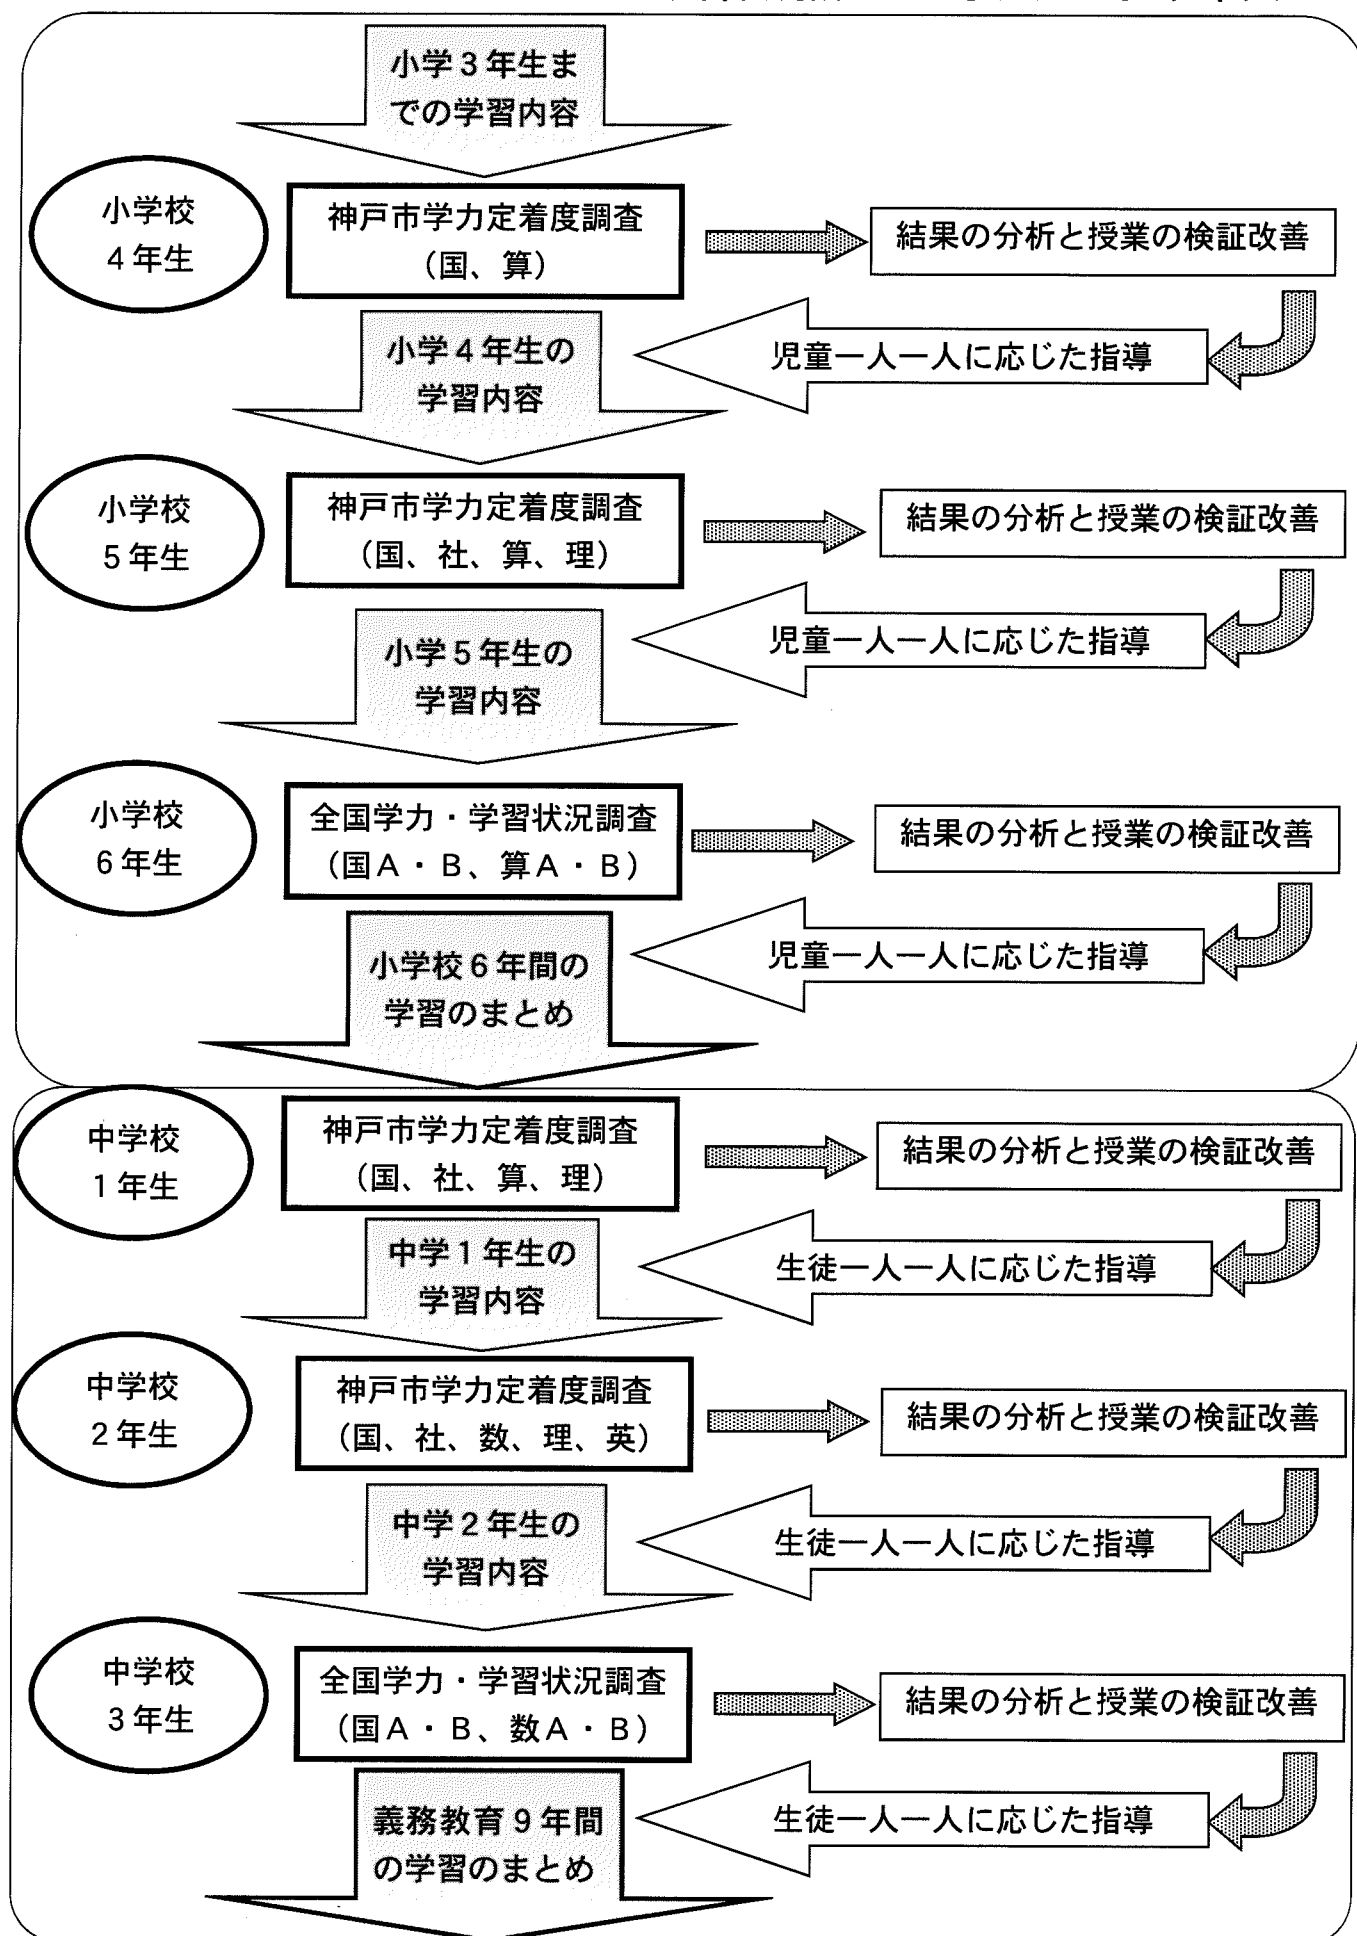 小学３年生ま
での学習内容
小学校
４年生
神戸市学力定着度調査
（国、算）
結果の分析と授業の検証改善
小学４年生の
学習内容
児童一人一人に応じた指導
小学校
５年生
神戸市学力定着度調査
（国、社、算、理）
結果の分析と授業の検証改善
小学５年生の
学習内容
児童一人一人に応じた指導
小学校
６年生
全国学力・学習状況調査
（国Ａ・Ｂ、算Ａ・Ｂ）
結果の分析と授業の検証改善
小学校６年間の
学習のまとめ
児童一人一人に応じた指導
中学校
１年生
神戸市学力定着度調査
（国、社、算、理）
結果の分析と授業の検証改善
中学１年生の
学習内容
生徒一人一人に応じた指導
中学校
２年生
神戸市学力定着度調査
（国、社、数、理、英）
結果の分析と授業の検証改善
中学２年生の
学習内容
生徒一人一人に応じた指導
中学校
３年生
全国学力・学習状況調査
（国Ａ・Ｂ、数Ａ・Ｂ）
結果の分析と授業の検証改善
義務教育９年間
の学習のまとめ
生徒一人一人に応じた指導